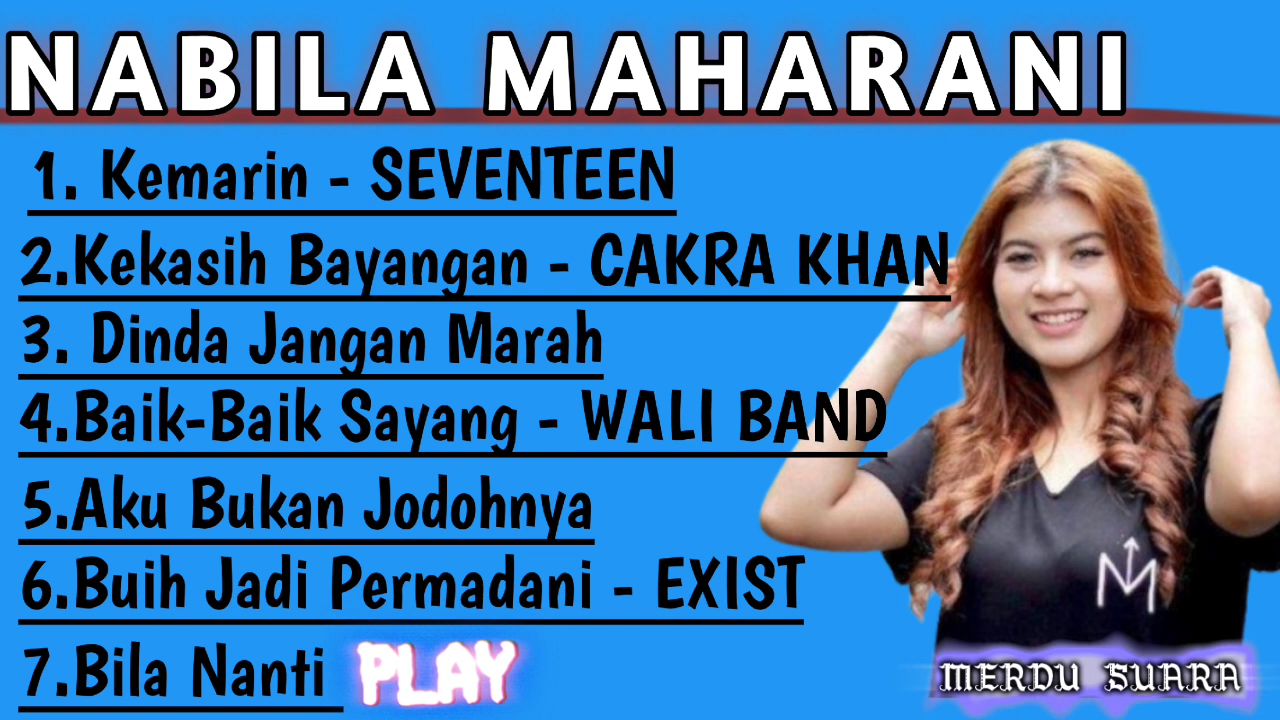 NABILA MAHARANI
1. Kemarin - SEVENTEEN
2.Kekasih Bayangan - CAKRA KHAN
3. Dinda Jangan Marah
4.Baik-Baik Sayang - WALI BAND
5.Aku Bukan Jodohnya
6.Buih Jadi Permadani - EXIST
7.Bila Nanti PLAY
MERDU SUARA